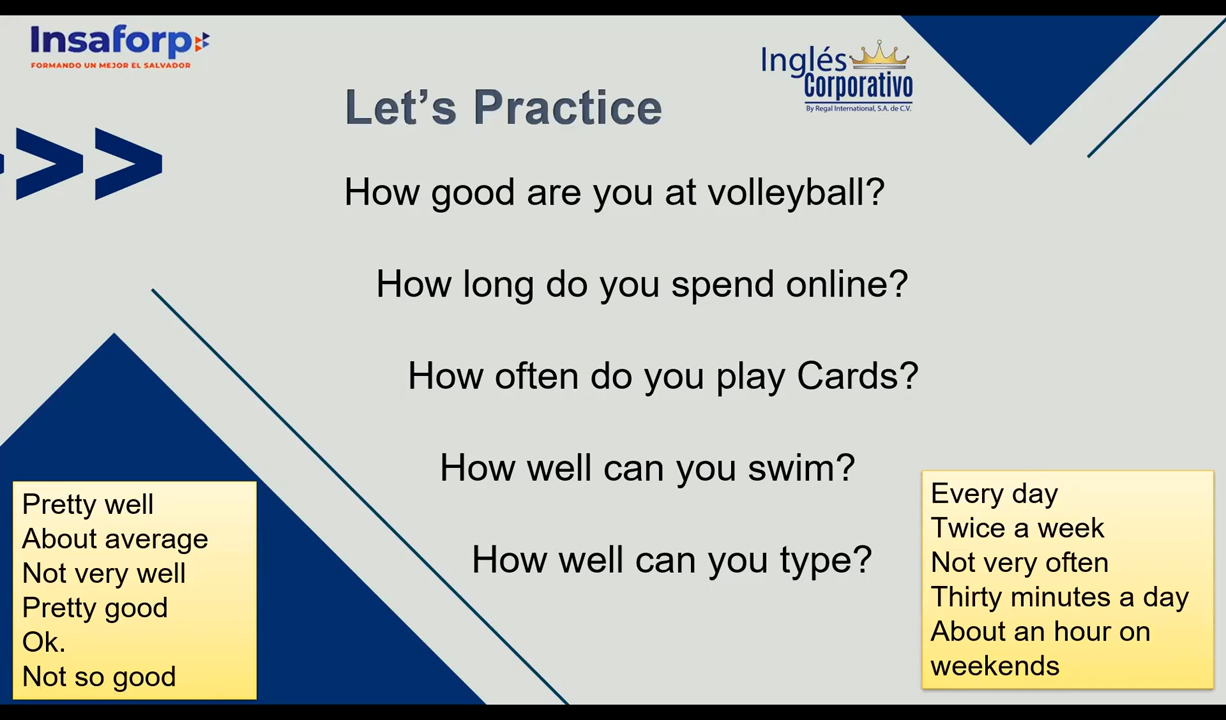 Insaforp
FORMANDO UN MEJOR EL SALVADOR
Inglés
Corporativo
By Regal International, S.A. de C.V.
Let's Practice
How good are you at volleyball?
How long do you spend online?
How often do you play Cards?
How well can you swim?
How well can you type?
Pretty well
About average
Not very well
Pretty good
Ok.
Not so good
Every day
Twice a week
Not very often
Thirty minutes a day
About an hour on
weekends